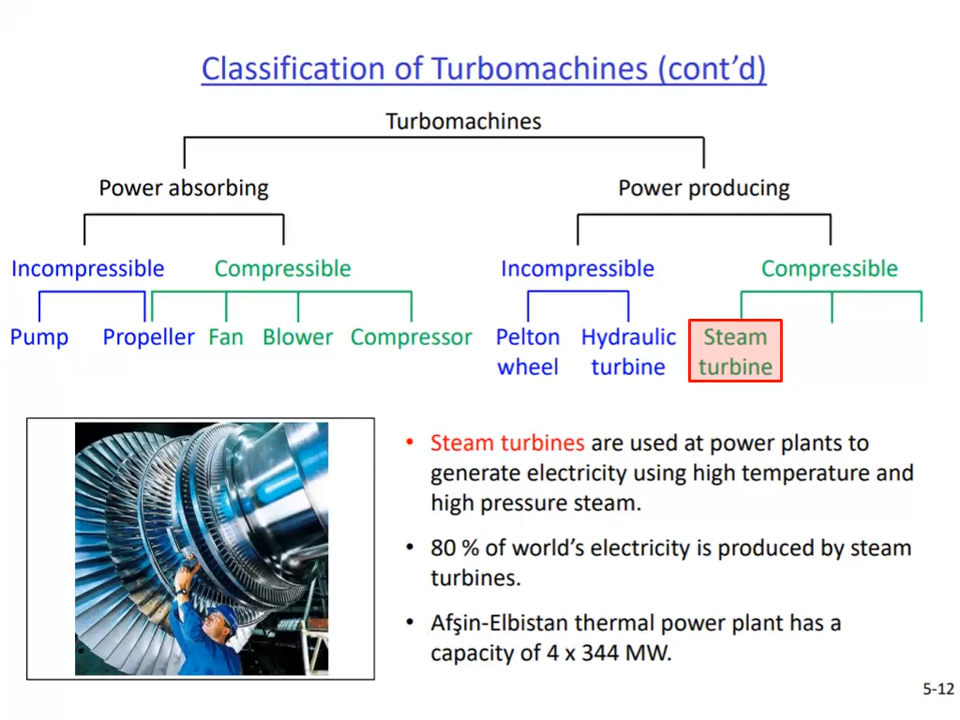 Classification of Turbomachines (cont’d)
Turbomachines
Power absorbing
Power producing
Incompressible
Compressible
Incompressible
Compressible
Pump
Propeller
Fan
Blower
Compressor
Pelton
wheel
Hydraulic
turbine
Steam
turbine
• Steam turbines are used at power plants to
generate electricity using high temperature and
high pressure steam.
• 80 % of world’s electricity is produced by steam
turbines.
• Afşin-Elbistan thermal power plant has a
capacity of 4 x 344 MW.
5-12